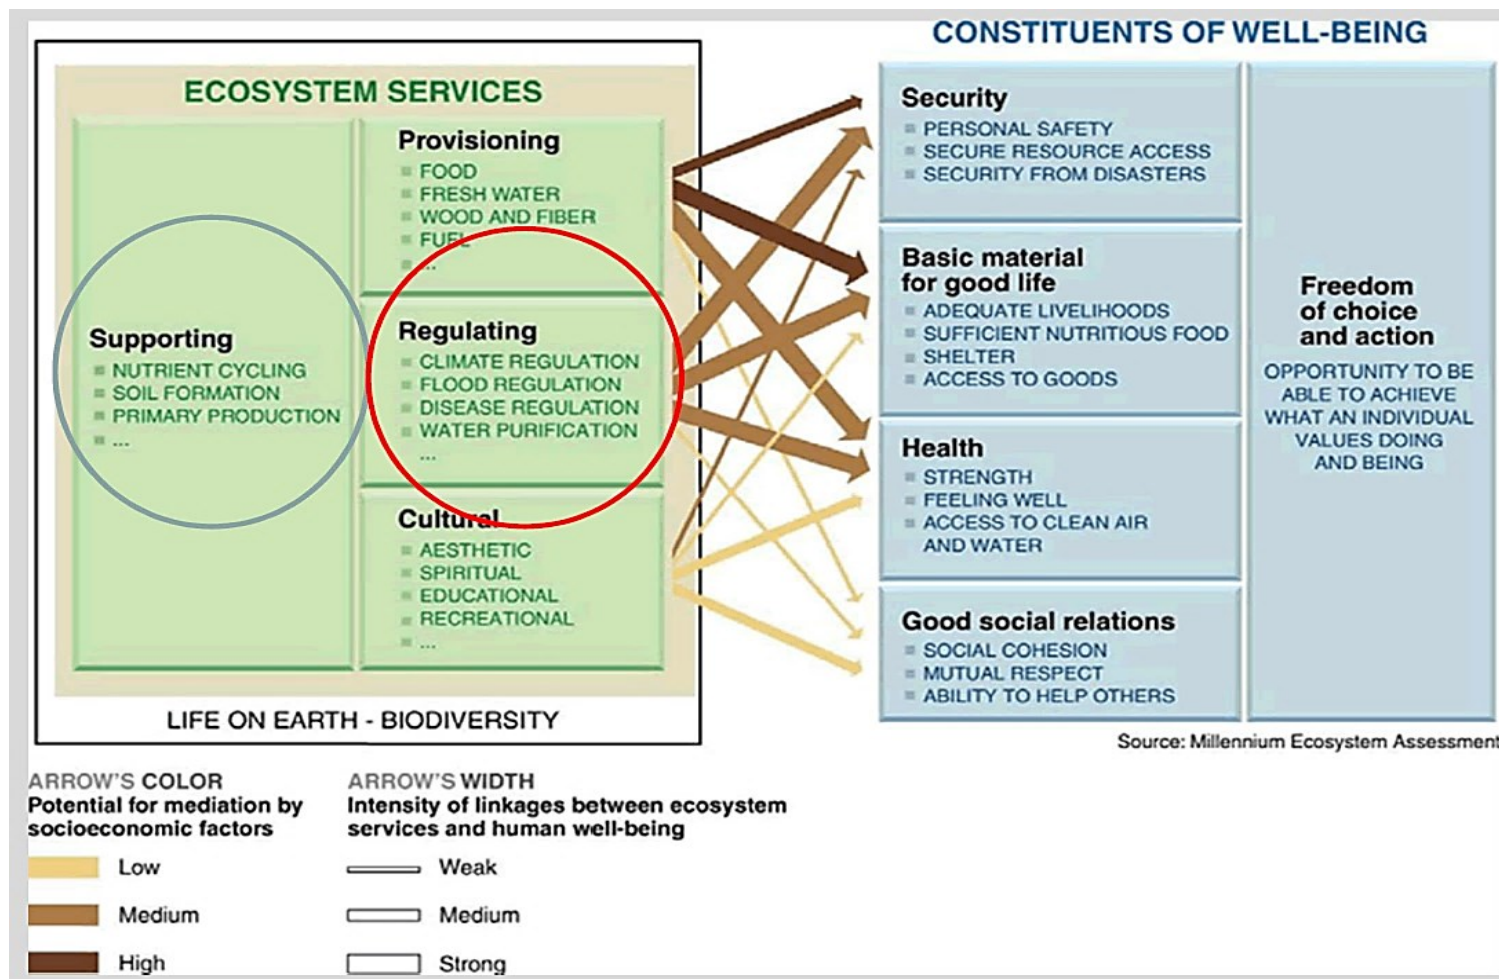 CONSTITUENTS OF WELL-BEING
ECOSYSTEM SERVICES
Supporting
NUTRIENT CYCLING
SOIL FORMATION
PRIMARY PRODUCTION
...
Provisioning
FOOD
FRESH WATER
WOOD AND FIBER
FUEL
...
Regulating
CLIMATE REGULATION
FLOOD REGULATION
DISEASE REGULATION
WATER PURIFICATION
...
Cultural
AESTHETIC
SPIRITUAL
EDUCATIONAL
RECREATIONAL
...
LIFE ON EARTH - BIODIVERSITY
Security
PERSONAL SAFETY
SECURE RESOURCE ACCESS
SECURITY FROM DISASTERS
Basic material
for good life
ADEQUATE LIVELIHOODS
SUFFICIENT NUTRITIOUS FOOD
SHELTER
ACCESS TO GOODS
Health
STRENGTH
FEELING WELL
ACCESS TO CLEAN AIR
AND WATER
Good social relations
SOCIAL COHESION
MUTUAL RESPECT
ABILITY TO HELP OTHERS
Freedom
of choice
and action
OPPORTUNITY TO BE
ABLE TO ACHIEVE
WHAT AN INDIVIDUAL
VALUES DOING
AND BEING
Source: Millennium Ecosystem Assessment
ARROW'S COLOR
Potential for mediation by
socioeconomic factors
Low
Medium
High
ARROW'S WIDTH
Intensity of linkages between ecosystem
services and human well-being
Weak
Medium
Strong